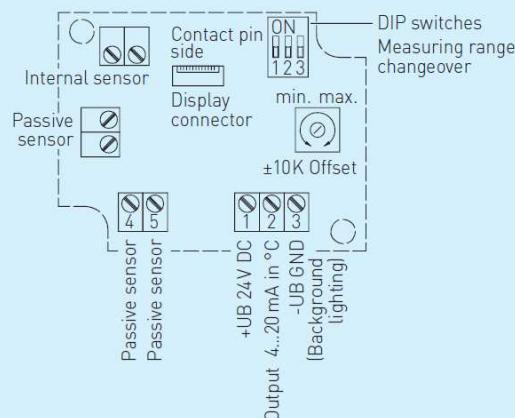 Contact pin
side
ON
1 2 3
DIP switches
Measuring range
changeover
Internal sensor
Display
connector
min. max.
Passive
sensor
±10K Offset
4 5
1 2 3
Passive sensor
Passive sensor
+UB 24V DC
Output 4...20mA in °C
-UB GND
(Background
lighting)